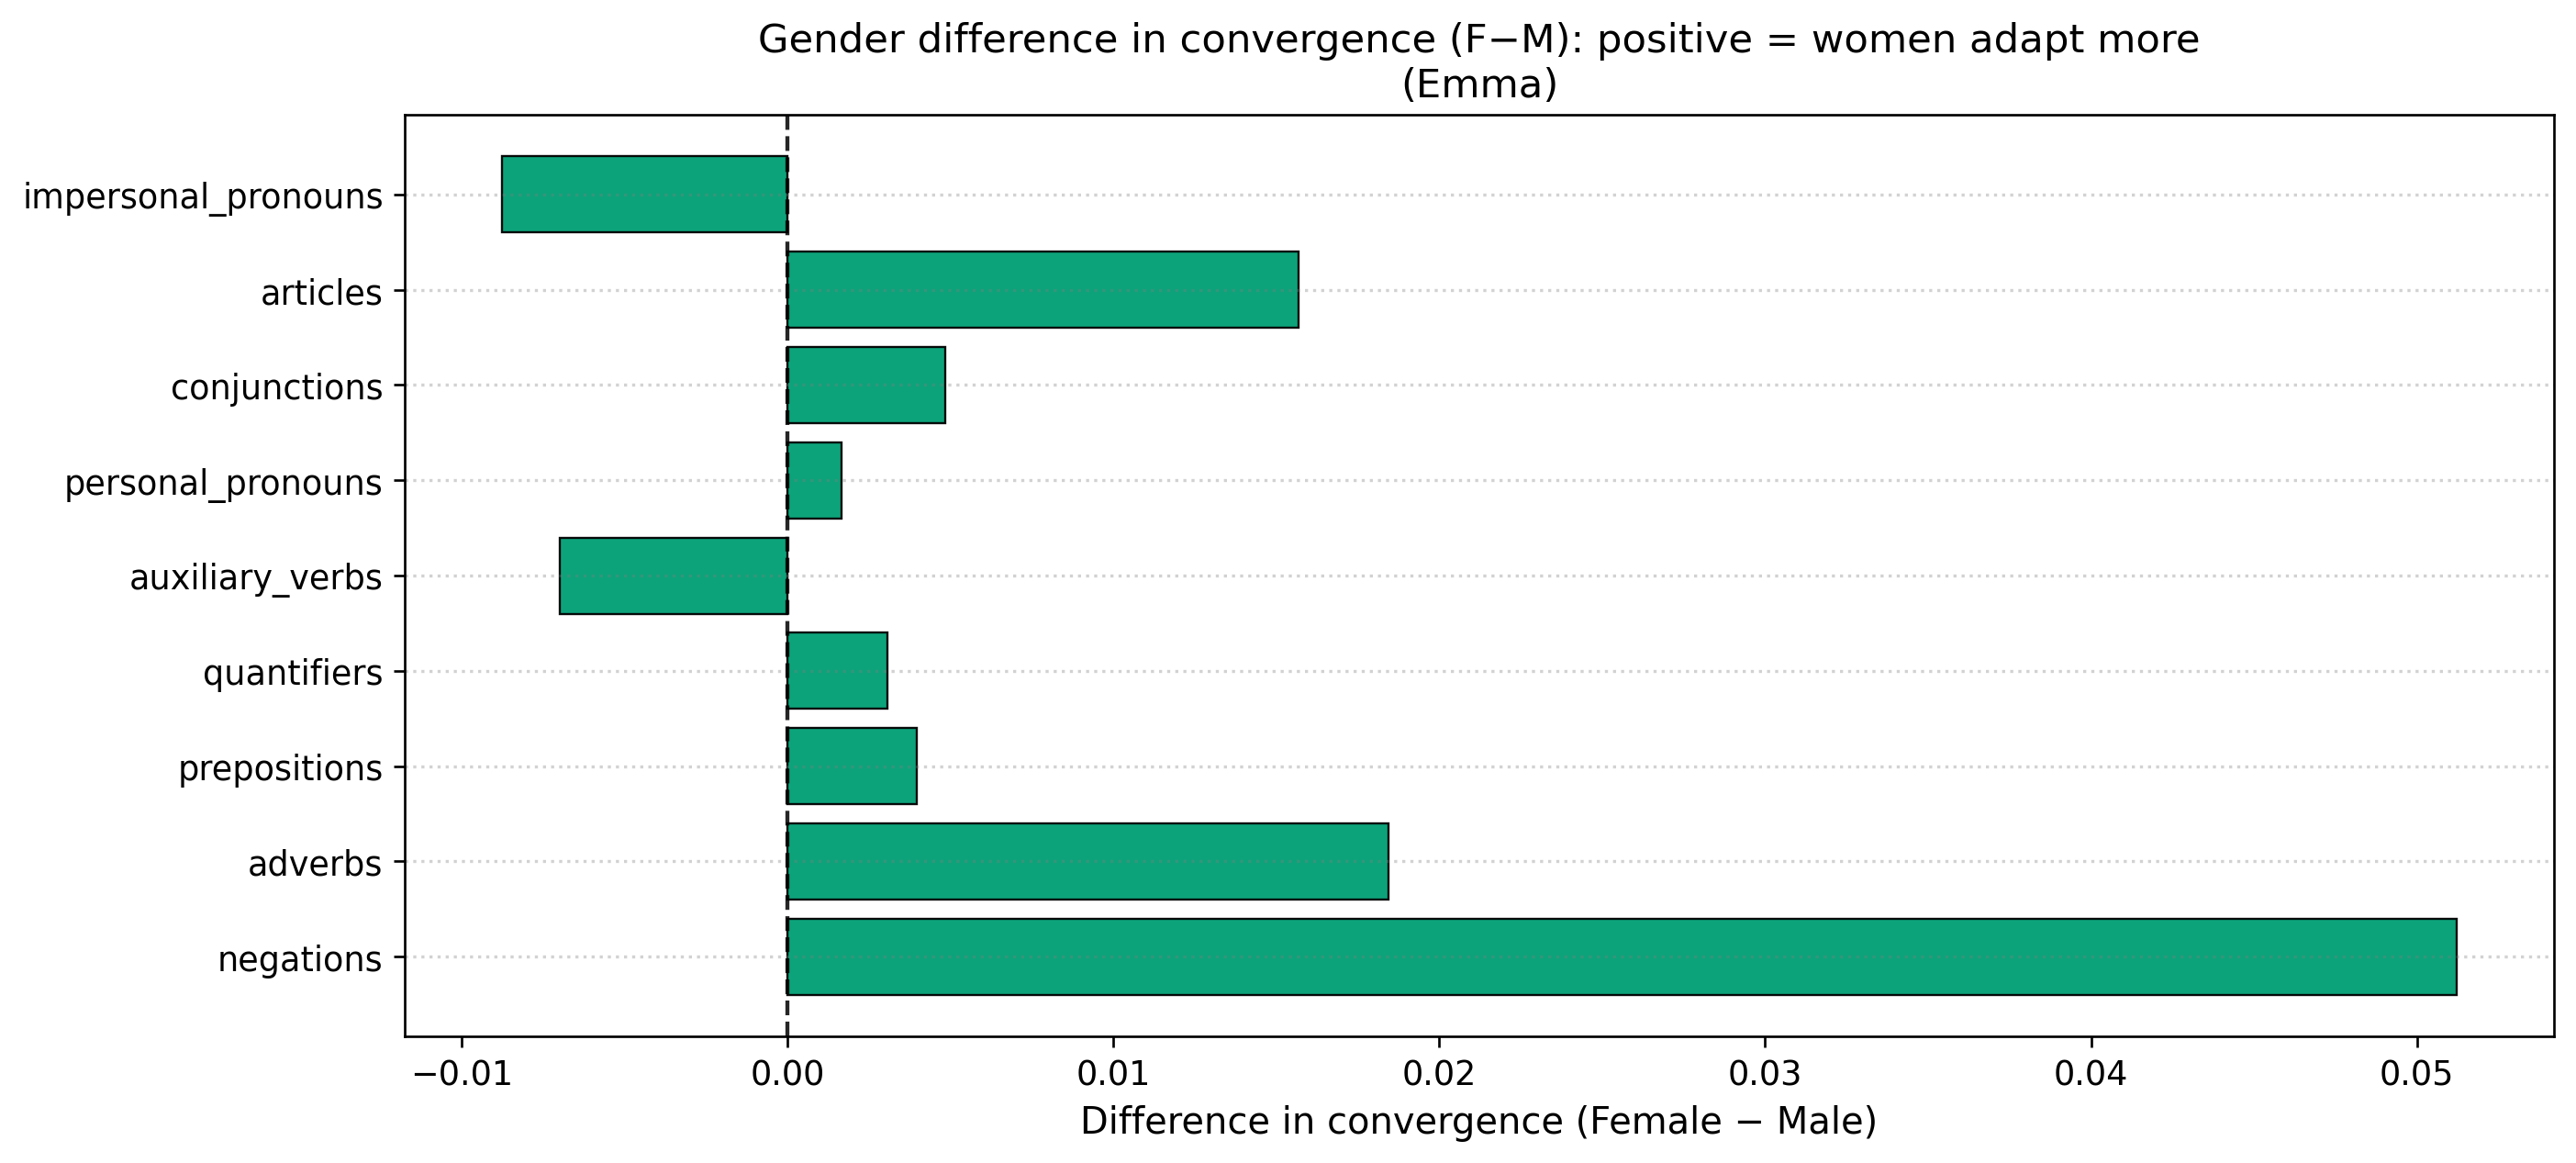 Gender difference in convergence (F−M): positive = women adapt more
(Emma)
impersonal_pronouns
articles
conjunctions
personal_pronouns
auxiliary_verbs
quantifiers
prepositions
adverbs
negations
−0.01 0.00 0.01 0.02 0.03 0.04 0.05
Difference in convergence (Female − Male)